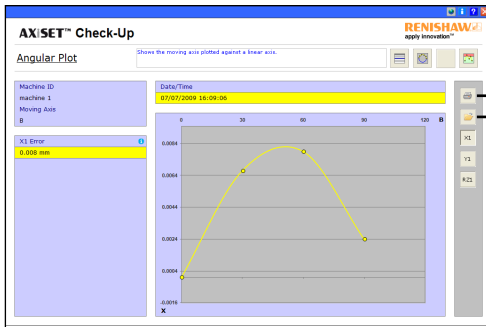 AXISET™ Check-Up
RENISHAW
apply innovation™
Angular Plot
Shows the moving axis plotted against a linear axis.
Machine ID
machine 1
Moving Axis
B
Date/Time
07/07/2009 16:09:06
X1 Error
0.008 mm
0 30 60 90 120 B
0.0084
0.0064
0.0044
0.0024
0.0004
-0.0016
X
X1
Y1
RZ1